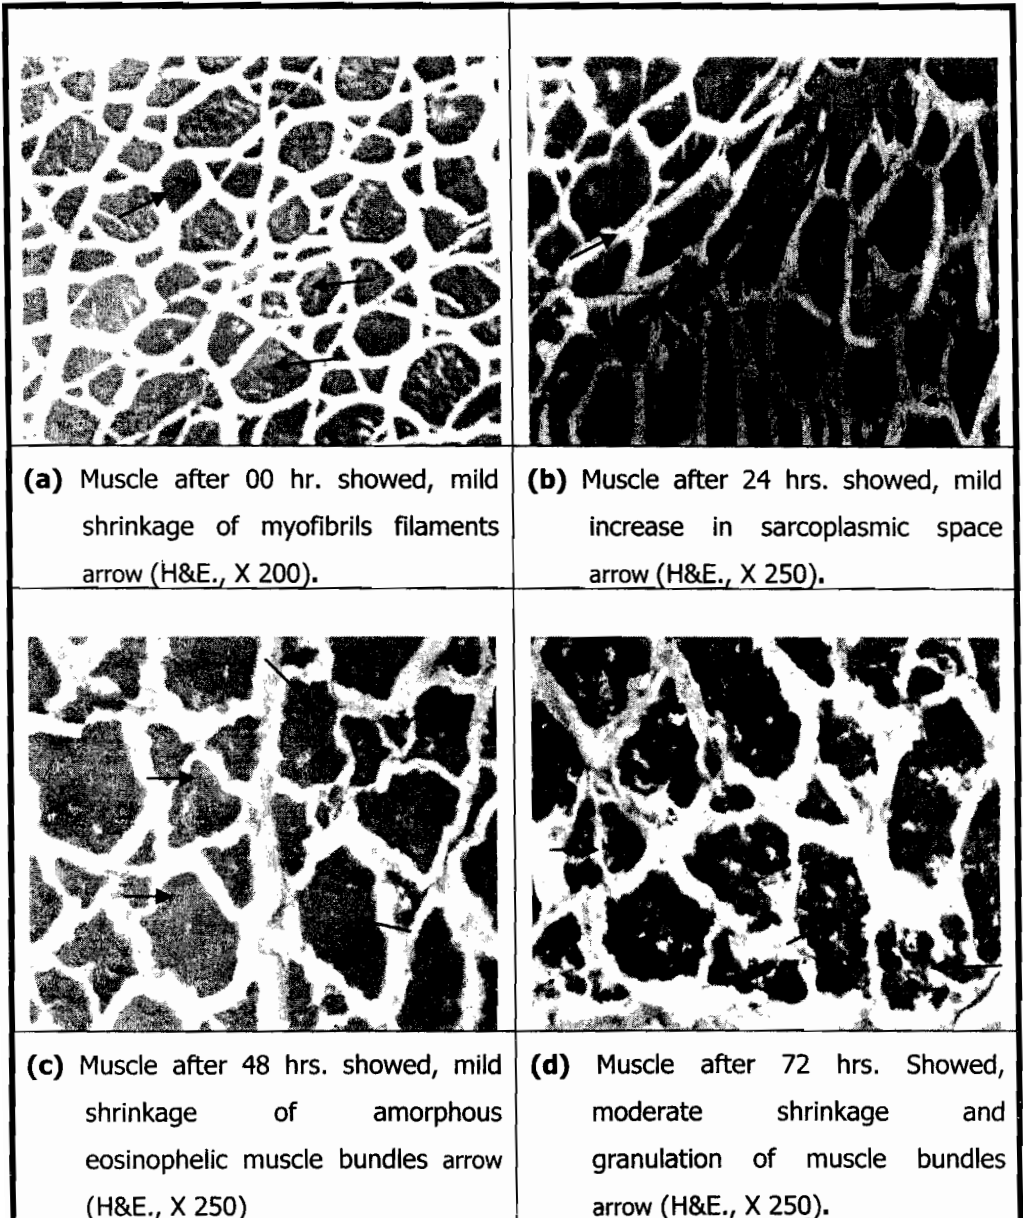 (a) Muscle after 00 hr. showed, mild
shrinkage of myofibrils filaments
arrow (H&E., X 200).
(b) Muscle after 24 hrs. showed, mild
increase in sarcoplasmic space
arrow (H&E., X 250).
(c) Muscle after 48 hrs. showed, mild
shrinkage of amorphous
eosinophelic muscle bundles arrow
(H&E., X 250)
(d) Muscle after 72 hrs. Showed,
moderate shrinkage and
granulation of muscle bundles
arrow (H&E., X 250).